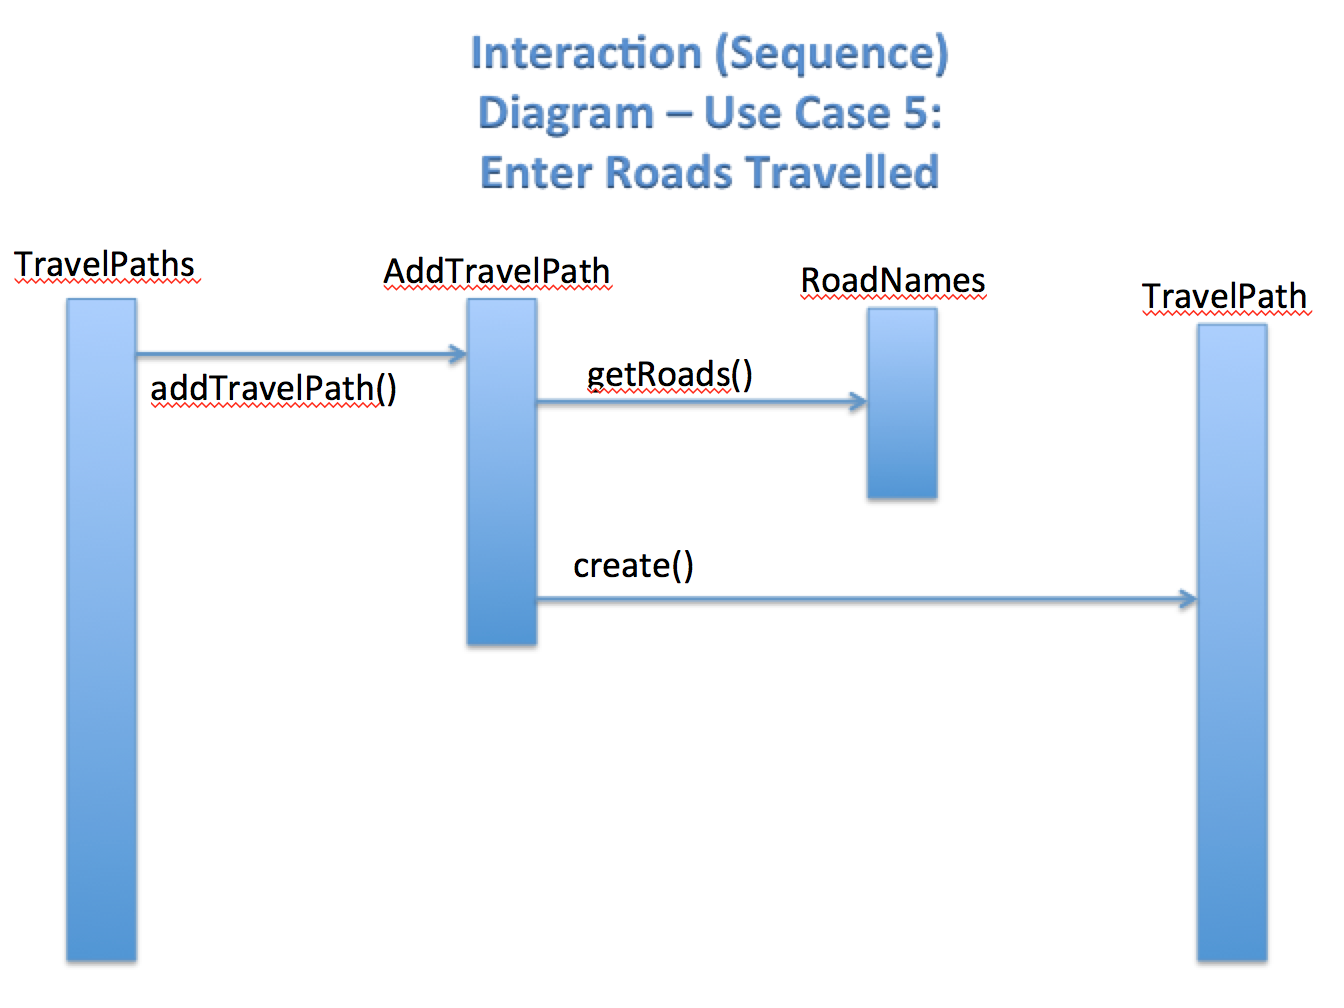 Interaction (Sequence)
Diagram – Use Case 5:
Enter Roads Travelled
TravelPaths
AddTravelPath
RoadNames
TravelPath
addTravelPath()
getRoads()
create()